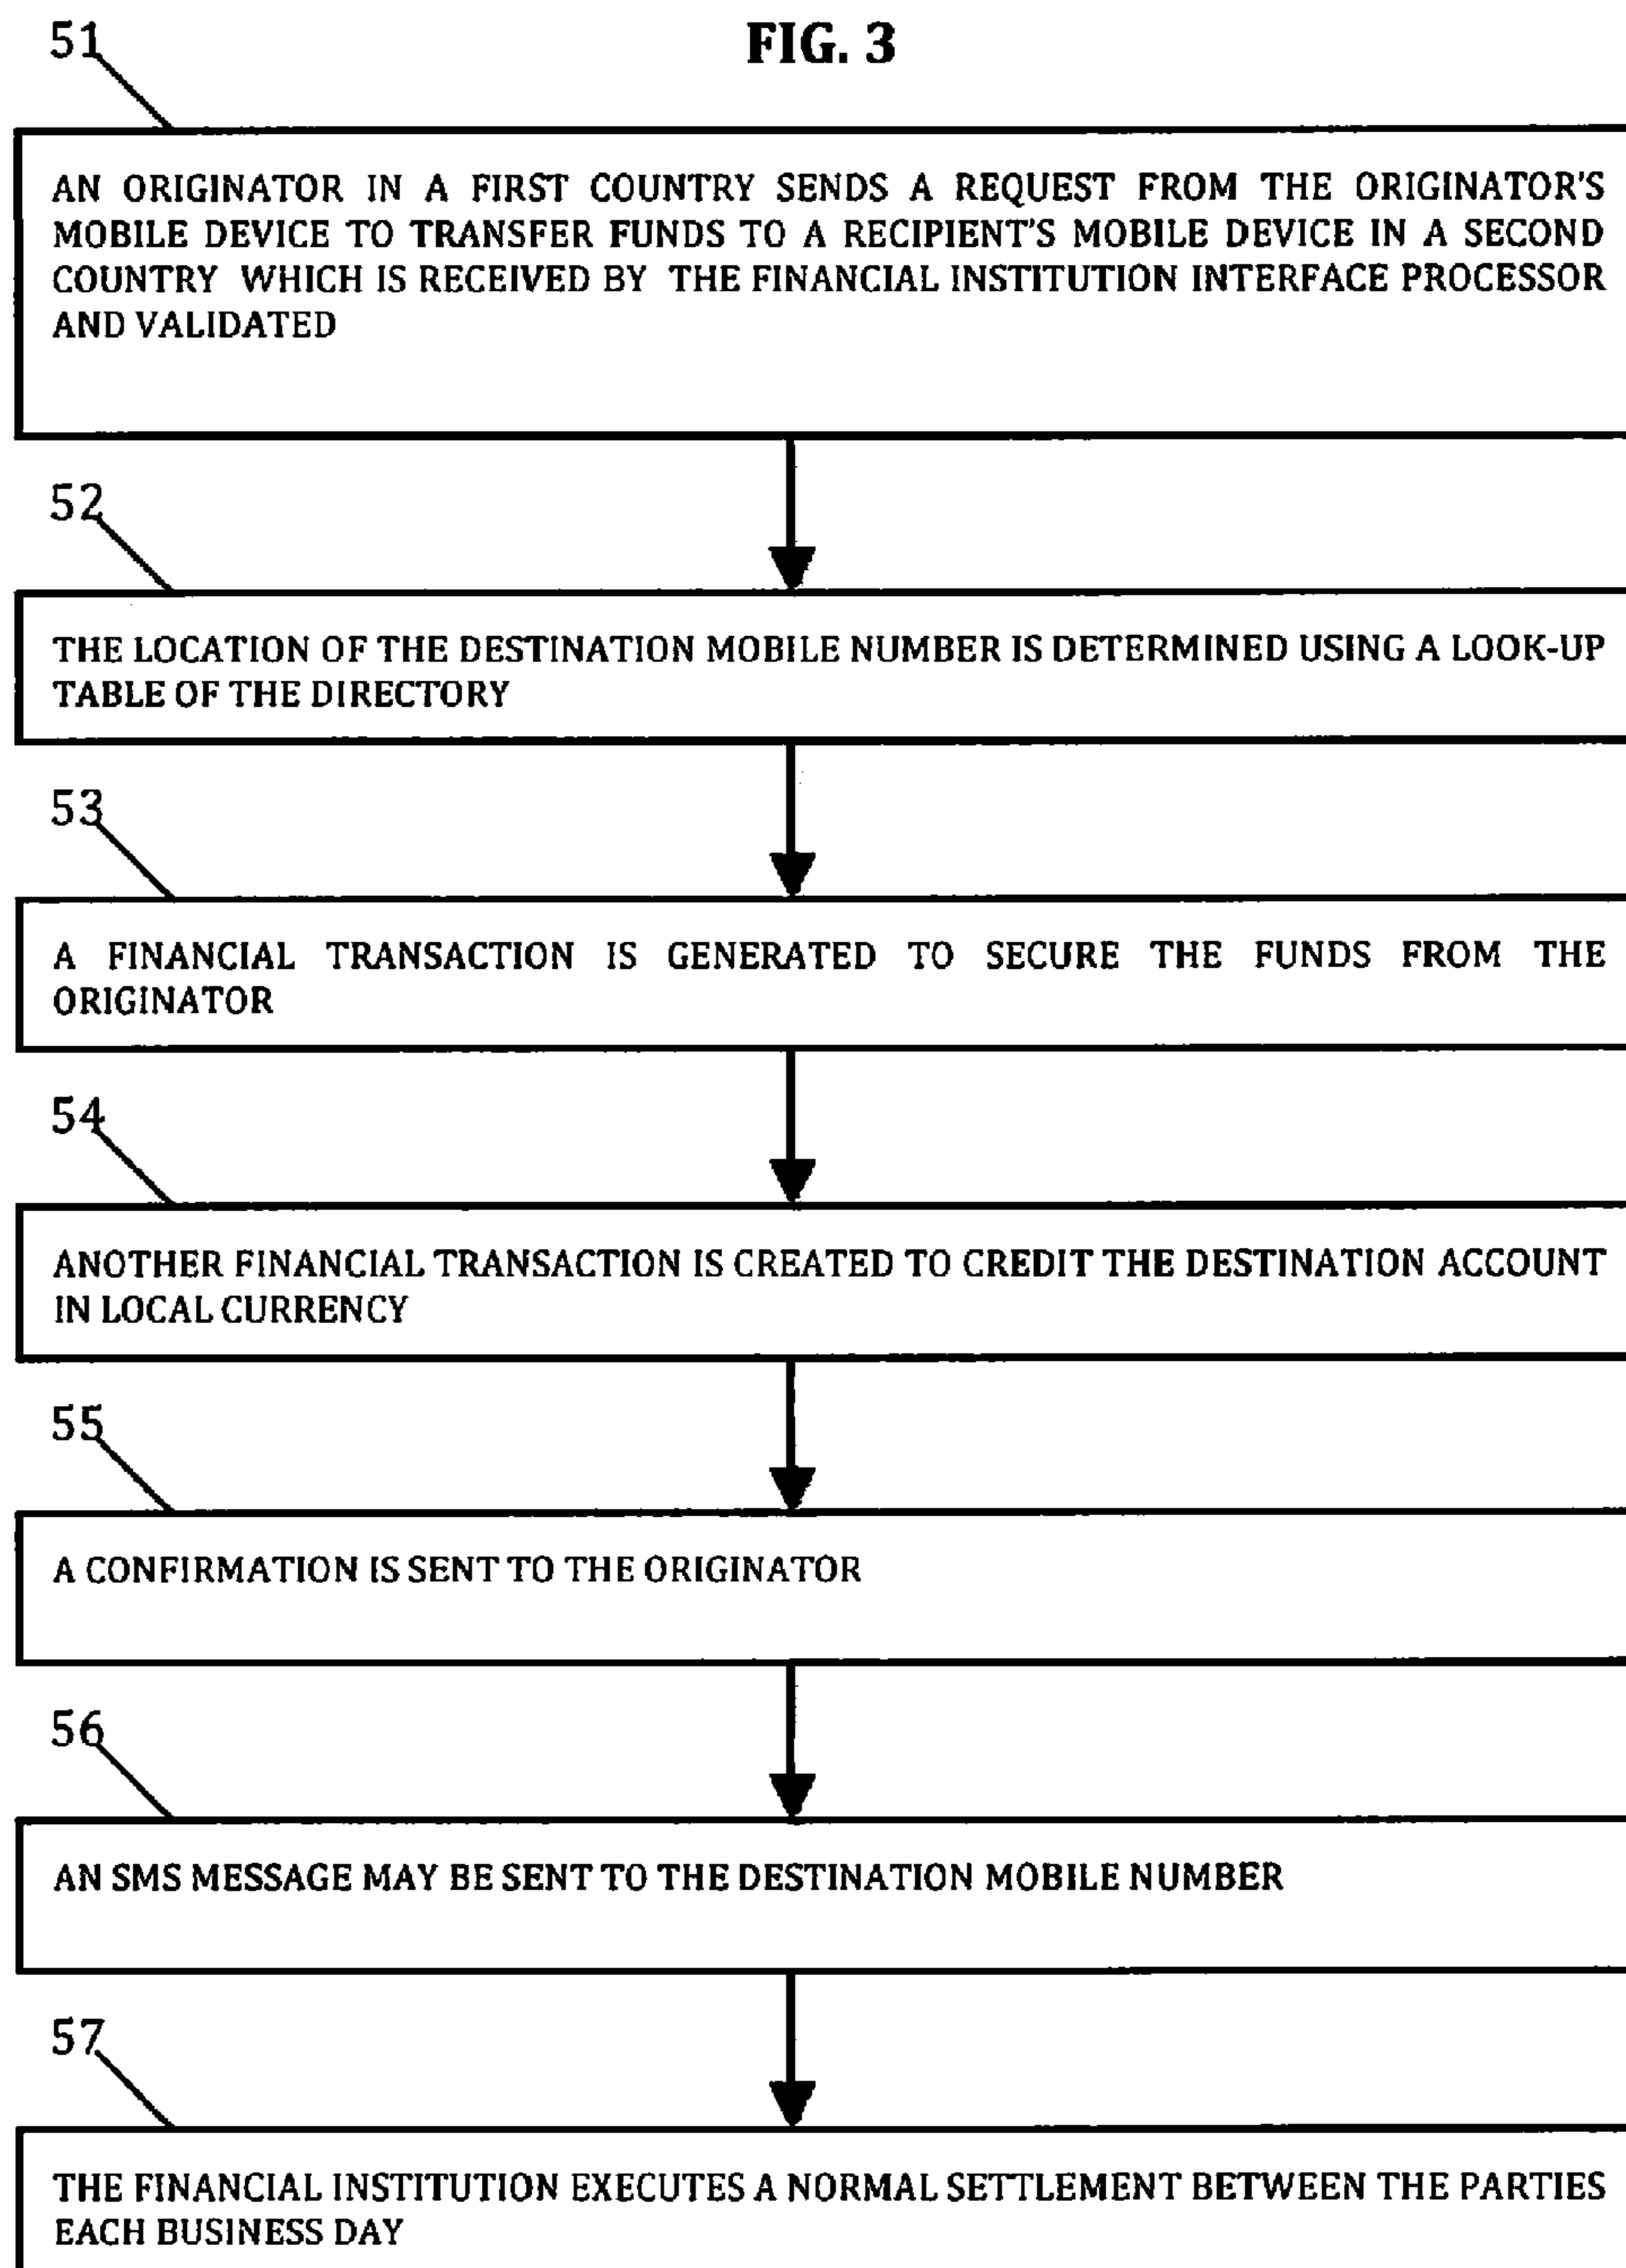 51
FIG. 3
AN ORIGINATOR IN A FIRST COUNTRY SENDS A REQUEST FROM THE ORIGINATOR'S
MOBILE DEVICE TO TRANSFER FUNDS TO A RECIPIENT'S MOBILE DEVICE IN A SECOND
COUNTRY WHICH IS RECEIVED BY THE FINANCIAL INSTITUTION INTERFACE PROCESSOR
AND VALIDATED
52
THE LOCATION OF THE DESTINATION MOBILE NUMBER IS DETERMINED USING A LOOK-UP
TABLE OF THE DIRECTORY
53
A FINANCIAL TRANSACTION IS GENERATED TO SECURE THE FUNDS FROM THE
ORIGINATOR
54
ANOTHER FINANCIAL TRANSACTION IS CREATED TO CREDIT THE DESTINATION ACCOUNT
IN LOCAL CURRENCY
55
A CONFIRMATION IS SENT TO THE ORIGINATOR
56
AN SMS MESSAGE MAY BE SENT TO THE DESTINATION MOBILE NUMBER
57
THE FINANCIAL INSTITUTION EXECUTES A NORMAL SETTLEMENT BETWEEN THE PARTIES
EACH BUSINESS DAY